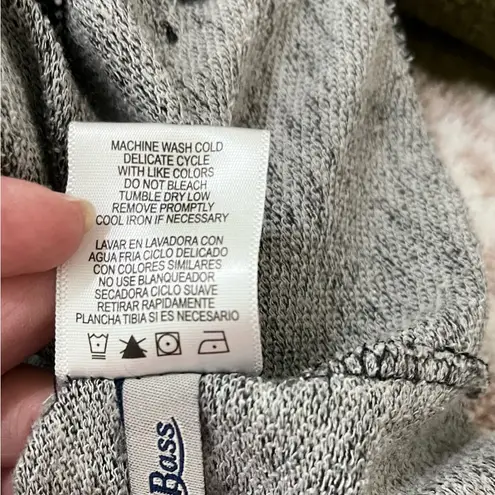 MACHINE WASH COLD
DELICATE CYCLE
WITH LIKE COLORS
DO NOT BLEACH
TUMBLE DRY LOW
REMOVE PROMPTLY
COOL IRON IF NECESSARY
LAVAR EN LAVADORA CON
AGUA FRIA CICLO DELICADO
CON COLORES SIMILARES
NO USE BLANQUEADOR
SECADORA CICLO SUAVE
RETIRAR RAPIDAMENTE
PLANCHA TIBIA SI ES NECESARIO
Bass